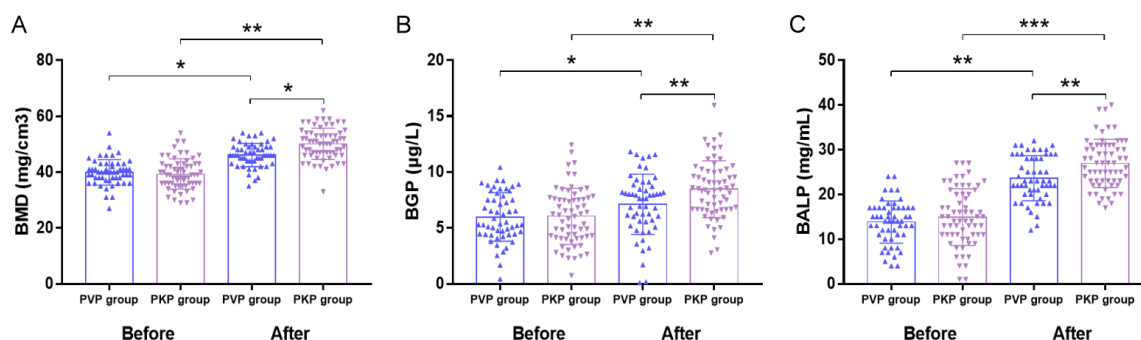 A
BMD (mg/cm3)
80
60
40
20
0
*
**
*
PVP group
PKP group
PVP group
PKP group
Before
After
B
BGP (μg/L)
20
15
10
5
0
*
**
**
PVP group
PKP group
PVP group
PKP group
Before
After
C
BALP (mg/mL)
50
40
30
20
10
0
**
***
**
PVP group
PKP group
PVP group
PKP group
Before
After